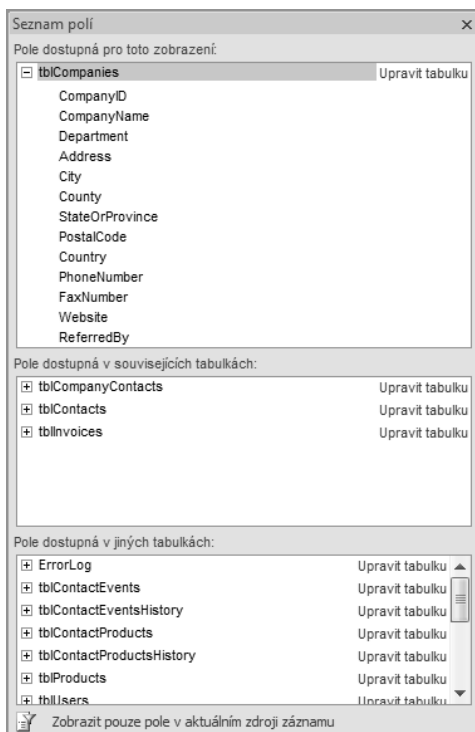 Seznam polí
Pole dostupná pro toto zobrazení:
tblCompanies Upravit tabulku
CompanyID
CompanyName
Department
Address
City
County
StateOrProvince
PostalCode
Country
PhoneNumber
FaxNumber
Website
ReferredBy
Pole dostupná v souvisejících tabulkách:
tblCompanyContacts Upravit tabulku
tblContacts Upravit tabulku
tblInvoices Upravit tabulku
Pole dostupná v jiných tabulkách:
ErrorLog Upravit tabulku
tblContactEvents Upravit tabulku
tblContactEventsHistory Upravit tabulku
tblContactProducts Upravit tabulku
tblContactProductsHistory Upravit tabulku
tblProducts Upravit tabulku
tblUsers Upravit tabulku
Zobrazit pouze pole v aktuálním zdroji záznamu